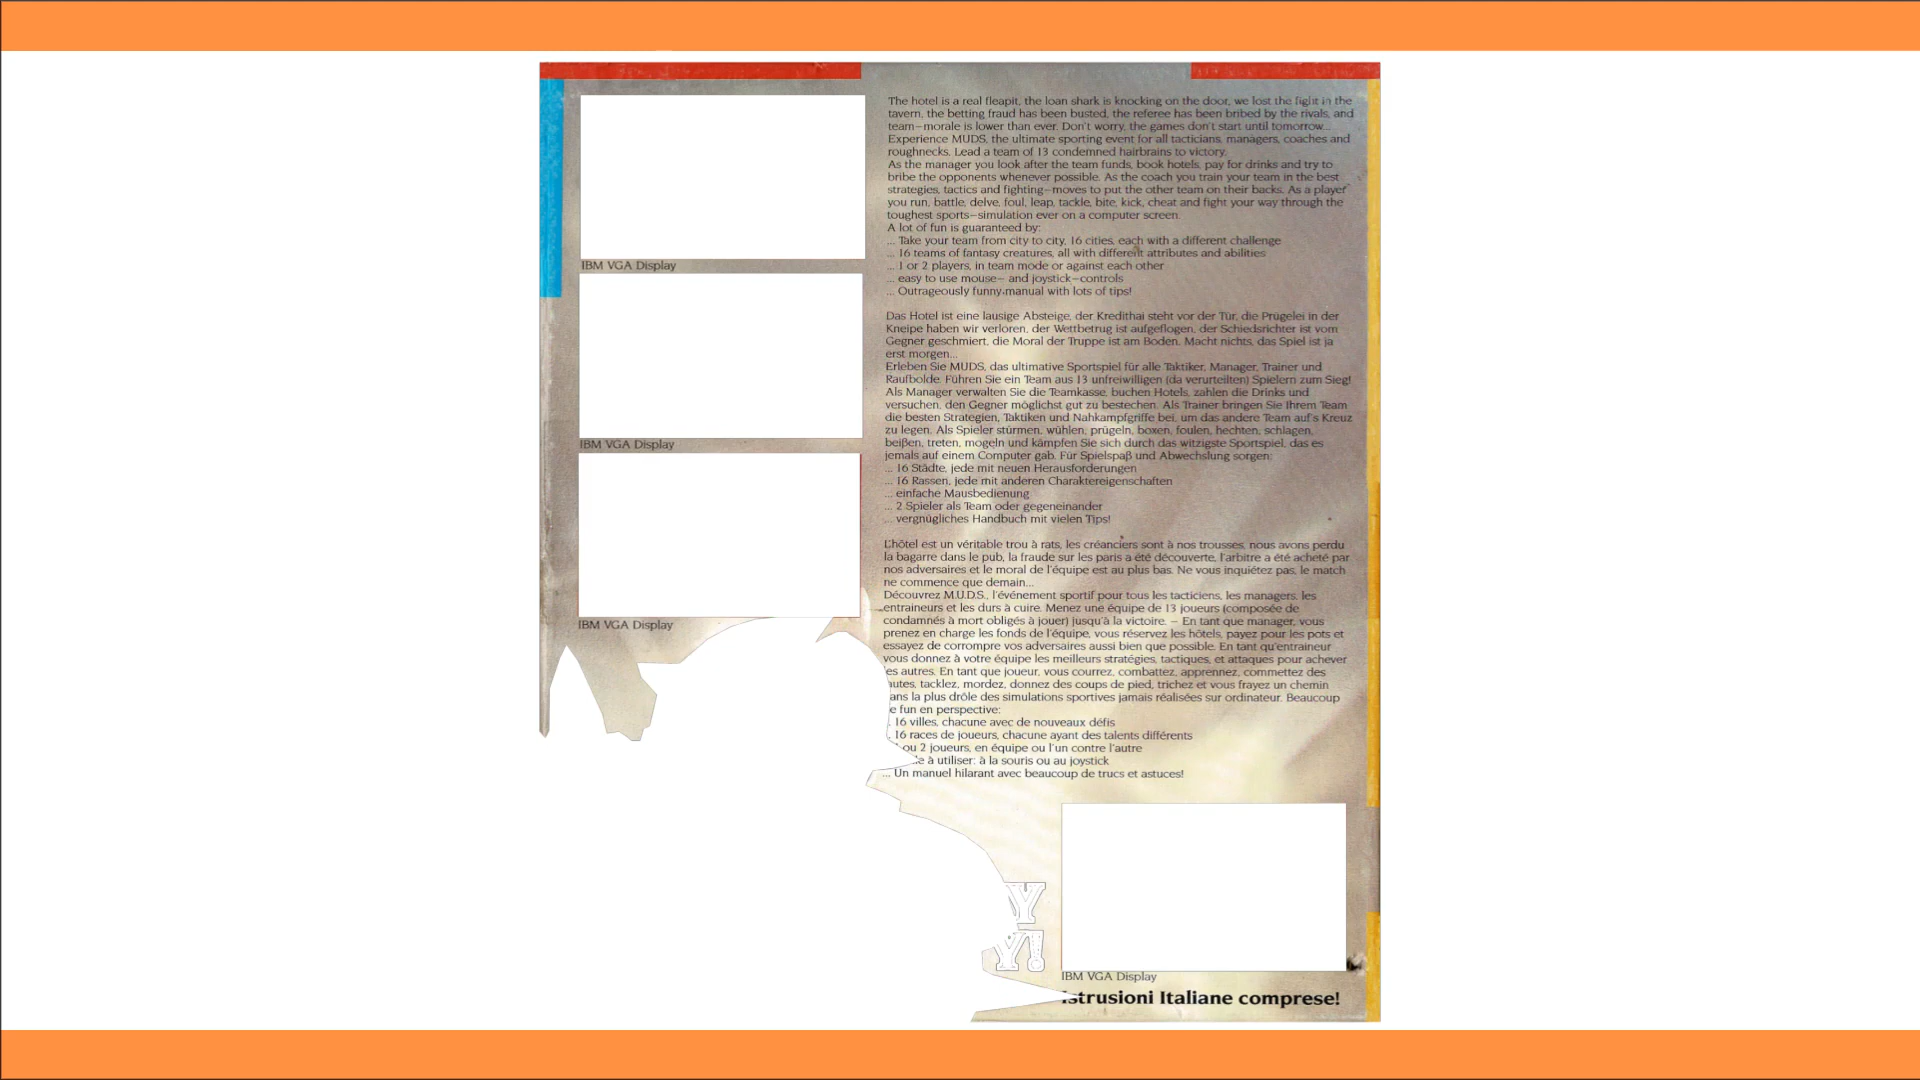 The hotel is a real fleapit, the loan shark is knocking on the door, we lost the fight in the
tavern, the betting fraud has been busted, the referee has been bribed by the rivals, and
team-morale is lower than ever. Don't worry, the games don't start until tomorrow...
Experience MUDS, the ultimate sporting event for all tacticians, managers, coaches and
roughnecks. Lead a team of 13 condemned hairbrains to victory.
As the manager you look after the team funds, book hotels, pay for drinks and try to
bribe the opponents whenever possible. As the coach you train your team in the best
strategies, tactics and fighting-moves to put the other team on their backs. As a player
you run, battle, delve, foul, leap, tackle, bite, kick, cheat and fight your way through the
toughest sports-simulation ever on a computer screen.
A lot of fun is guaranteed by:
... Take your team from city to city, 16 cities, each with a different challenge
... 16 teams of fantasy creatures, all with different attributes and abilities
... 1 or 2 players, in team mode or against each other
... easy to use mouse- and joystick-controls
... Outrageously funny manual with lots of tips!
IBM VGA Display
Das Hotel ist eine lausige Absteige, der Kredithai steht vor der Tür, die Prügelei in der
Kneipe haben wir verloren, der Wettbetrug ist aufgeflogen, der Schiedsrichter ist vom
Gegner geschmiert, die Moral der Truppe ist am Boden. Macht nichts, das Spiel ist ja
erst morgen...
Erleben Sie MUDS, das ultimative Sportspiel für alle Taktiker, Manager, Trainer und
Raufbolde. Führen Sie ein Team aus 13 unfreiwilligen (da verurteilten) Spielern zum Sieg!
Als Manager verwalten Sie die Teamkasse, buchen Hotels, zahlen die Drinks und
versuchen, den Gegner möglichst gut zu bestechen. Als Trainer bringen Sie Ihrem Team
die besten Strategien, Taktiken und Nahkampfgriffe bei, um das andere Team auf's Kreuz
zu legen. Als Spieler stürmen, wühlen, prügeln, boxen, foulen, hechten, schlagen,
beißen, treten, mogeln und kämpfen Sie sich durch das witzigste Sportspiel, das es
jemals auf einem Computer gab. Für Spielspaß und Abwechslung sorgen:
... 16 Städte, jede mit neuen Herausforderungen
... 16 Rassen, jede mit anderen Charaktereigenschaften
... einfache Mausbedienung
... 2 Spieler als Team oder gegeneinander
... vergnügliches Handbuch mit vielen Tips!
IBM VGA Display
L'hôtel est un véritable trou à rats, les créanciers sont à nos trousses, nous avons perdu
la bagarre dans le pub, la fraude sur les paris a été découverte, l'arbitre a été acheté par
nos adversaires et le moral de l'équipe est au plus bas. Ne vous inquiétez pas, le match
ne commence que demain...
Découvrez M.U.D.S., l'événement sportif pour tous les tacticiens, les managers, les
entraineurs et les durs à cuire. Menez une équipe de 13 joueurs (composée de
condamnés à mort obligés à jouer) jusqu'à la victoire. - En tant que manager, vous
prenez en charge les fonds de l'équipe, vous réservez les hôtels, payez pour les pots et
essayez de corrompre vos adversaires aussi bien que possible. En tant qu'entraineur
vous donnez à votre équipe les meilleurs stratégies, tactiques, et attaques pour achever
es autres. En tant que joueur, vous courrez, combattez, apprennez, commettez des
autes, tacklez, mordez, donnez des coups de pied, trichez et vous frayez un chemin
ans la plus drôle des simulations sportives jamais réalisées sur ordinateur. Beaucoup
e fun en perspective:
. 16 villes, chacune avec de nouveaux défis
. 16 races de joueurs, chacune ayant des talents différents
ou 2 joueurs, en équipe ou l'un contre l'autre
à utiliser: à la souris ou au joystick
... Un manuel hilarant avec beaucoup de trucs et astuces!
IBM VGA Display
Y
Y!
IBM VGA Display
Istrusioni Italiane comprese!